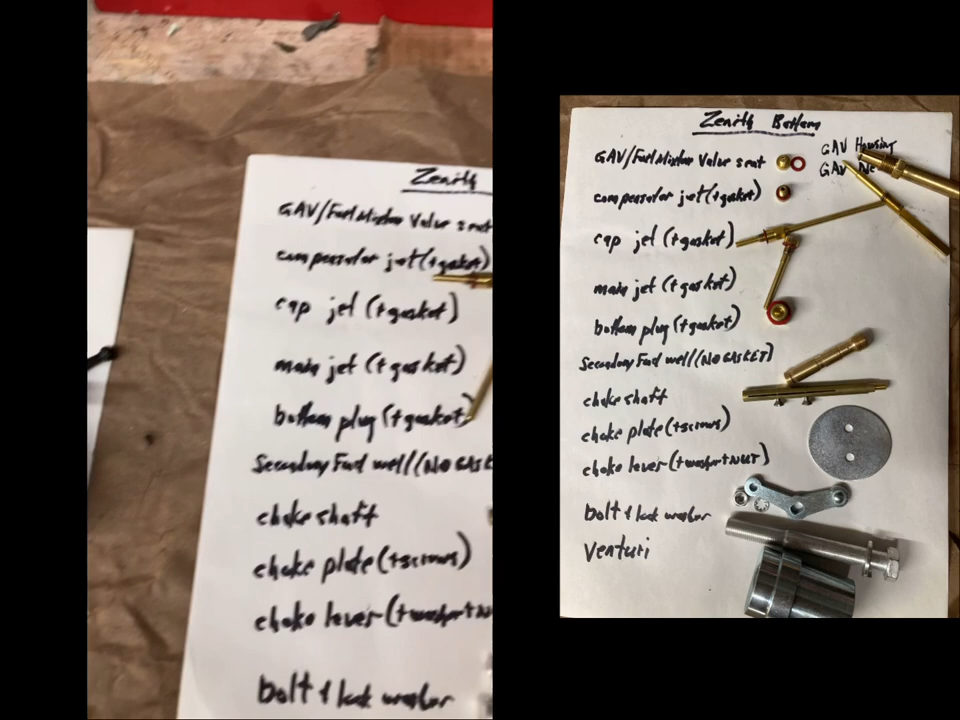 Zenith
GAV/Fuel Mixture Valve seat
compensator jet (+gasket)
cap jet (+gasket)
main jet (+gasket)
bottom plug (+gasket)
Secondary Fuel well (NO GASKET
choke shaft
choke plate (+screws)
choke lever (+washer+NUT
bolt & lock washer
Zenith Bottom
GAV Housing
GAV/Fuel Mixture Valve seat
GAV Ne
compensator jet (+gasket)
cap jet (+gasket)
main jet (+gasket)
bottom plug (+gasket)
Secondary Fuel well (NO GASKET)
choke shaft
choke plate (+screws)
choke lever (+washer+NUT)
bolt & lock washer
Venturi